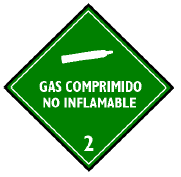 GAS COMPRIMIDO
NO INFLAMABLE
2